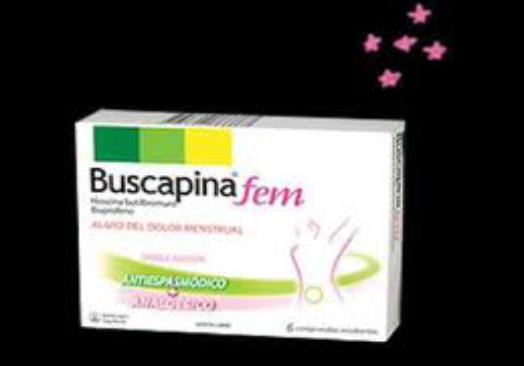 Buscapina® fem
Hioscina butilbromuro
Ibuprofeno
ALIVIO DEL DOLOR MENSTRUAL
DOBLE ACCIÓN
ANTIESPASMÓDICO
+
ANALGÉSICO
6 comprimidos recubiertos